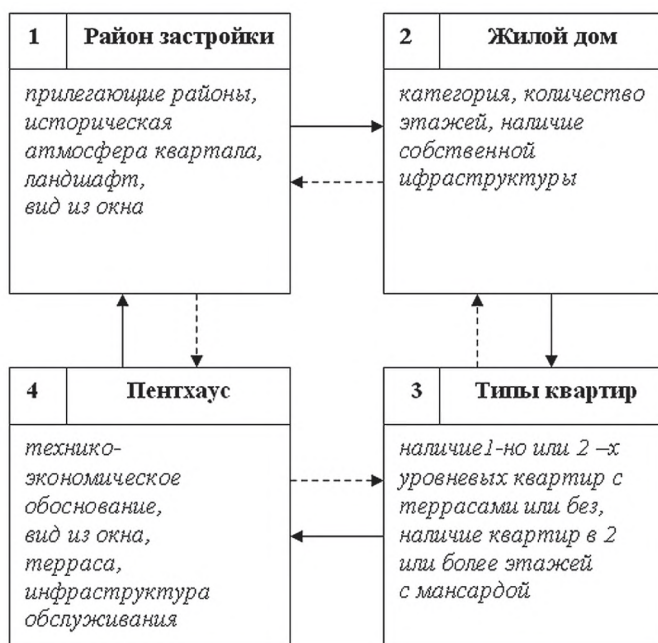 1 Район застройки
прилегающие районы,
историческая
атмосфера квартала,
ландшафт,
вид из окна
2 Жилой дом
категория, количество
этажей, наличие
собственной
ифраструктуры
4 Пентхаус
технико-
экономическое
обоснование,
вид из окна,
терраса,
инфраструктура
обслуживания
3 Типы квартир
наличие1-но или 2 –х
уровневых квартир с
террасами или без,
наличие квартир в 2
или более этажей
с мансардой